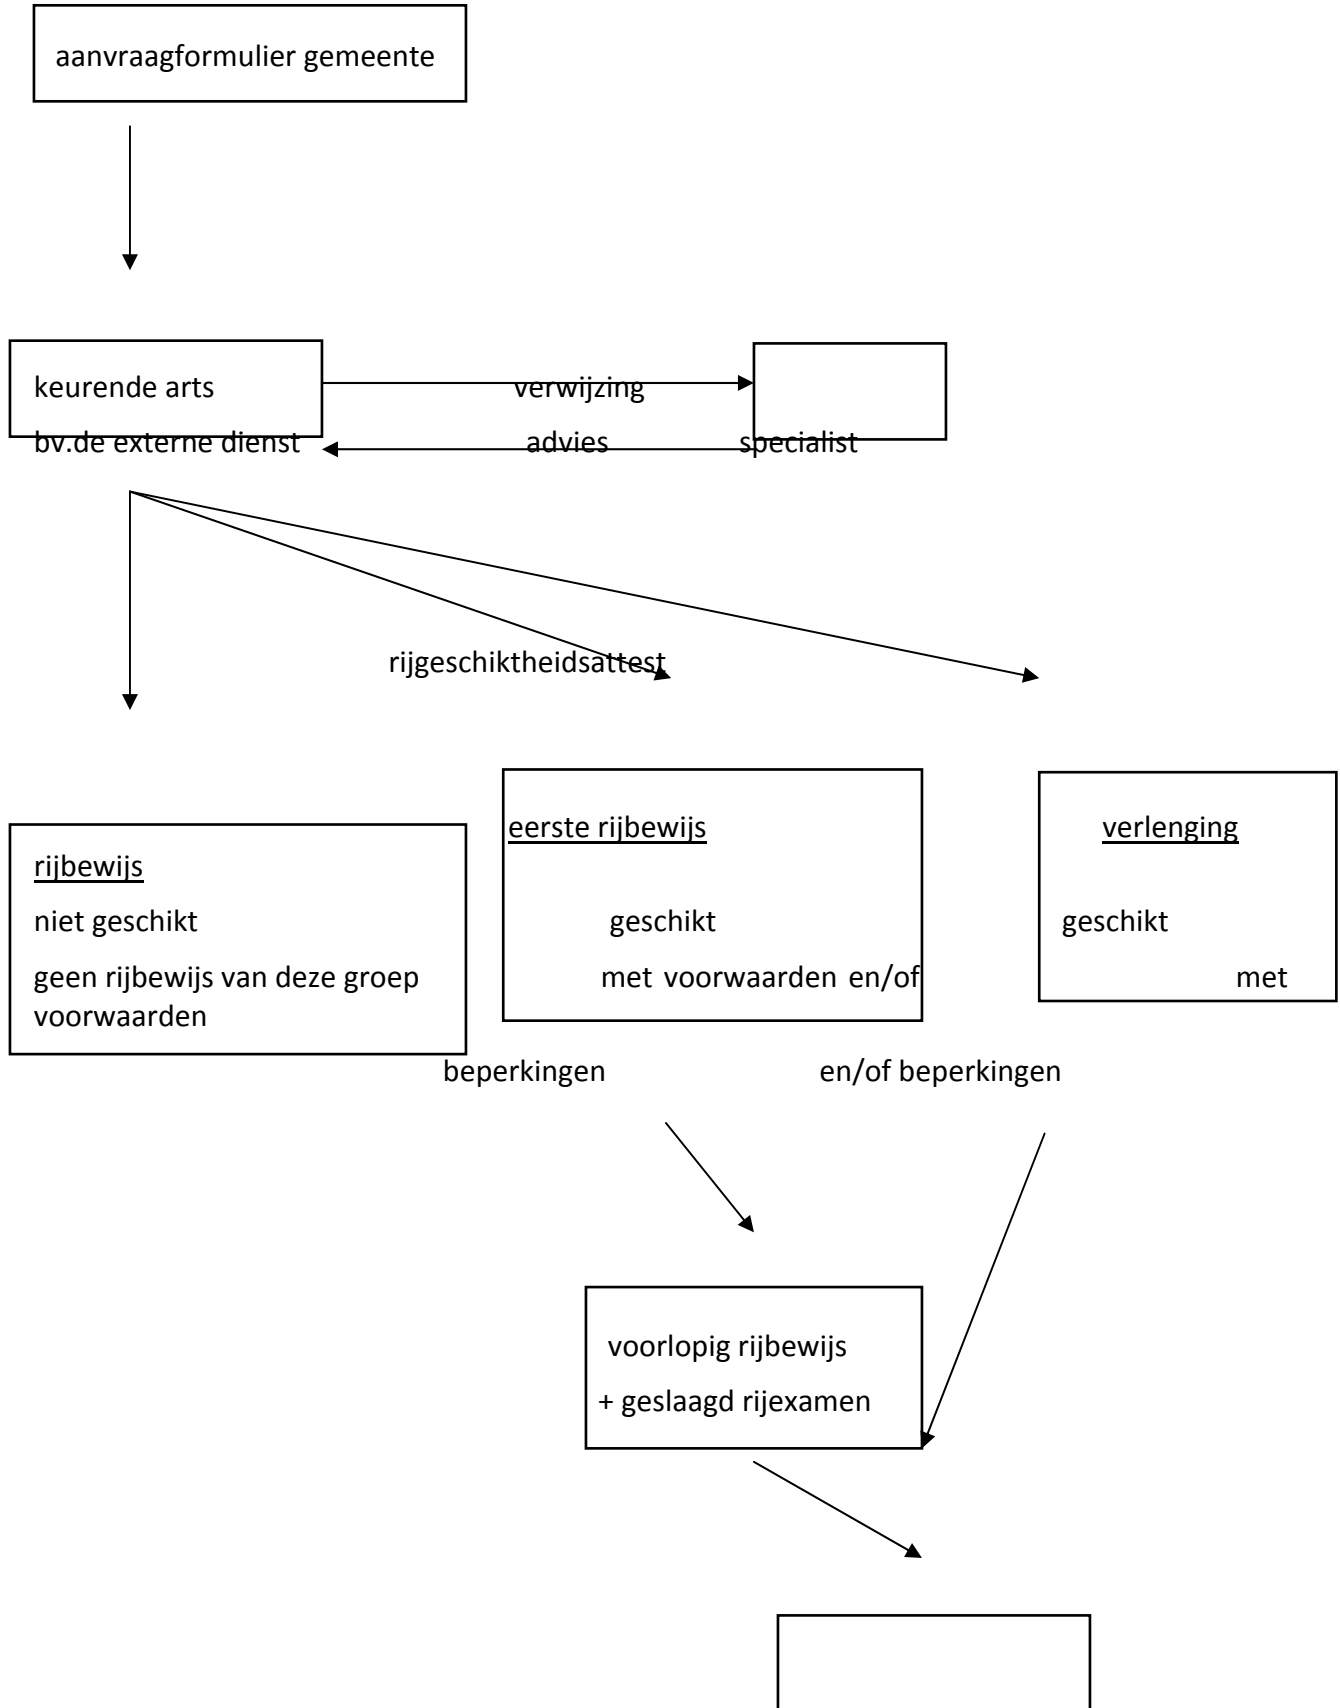 aanvraagformulier gemeente
keurende arts verwijzing
bv.de externe dienst advies specialist
rijgeschiktheidsattest
eerste rijbewijs verlenging
rijbewijs
niet geschikt geschikt geschikt
geen rijbewijs van deze groep met voorwaarden en/of met
voorwaarden
beperkingen en/of beperkingen
voorlopig rijbewijs
+ geslaagd rijexamen